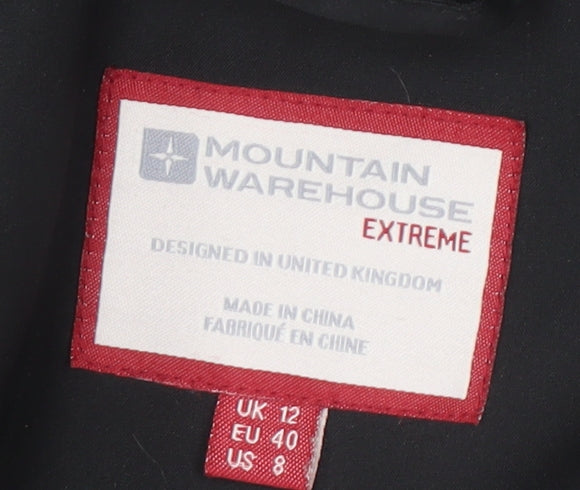 MOUNTAIN
WAREHOUSE
EXTREME
DESIGNED IN UNITED KINGDOM
MADE IN CHINA
FABRIQUÉ EN CHINE
UK 12
EU 40
US 8